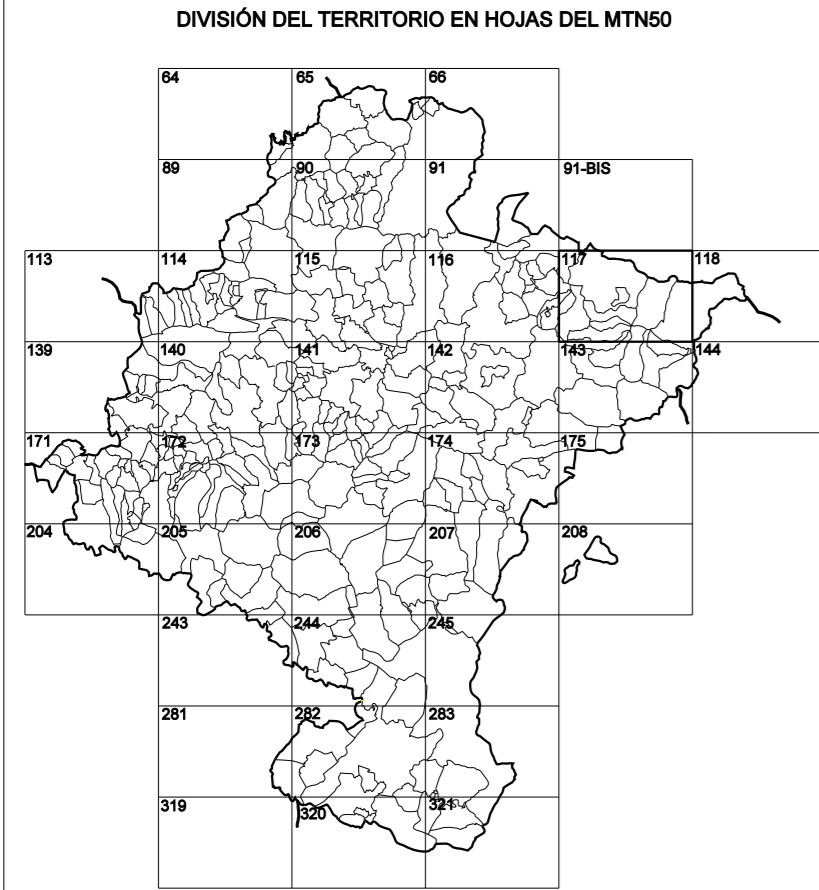 DIVISIÓN DEL TERRITORIO EN HOJAS DEL MTN50
64 65 66
89 90 91 91-BIS
113 114 115 116 117 118
139 140 141 142 143 144
171 172 173 174 175
204 205 206 207 208
243 244 245
281 282 283
319 320 321